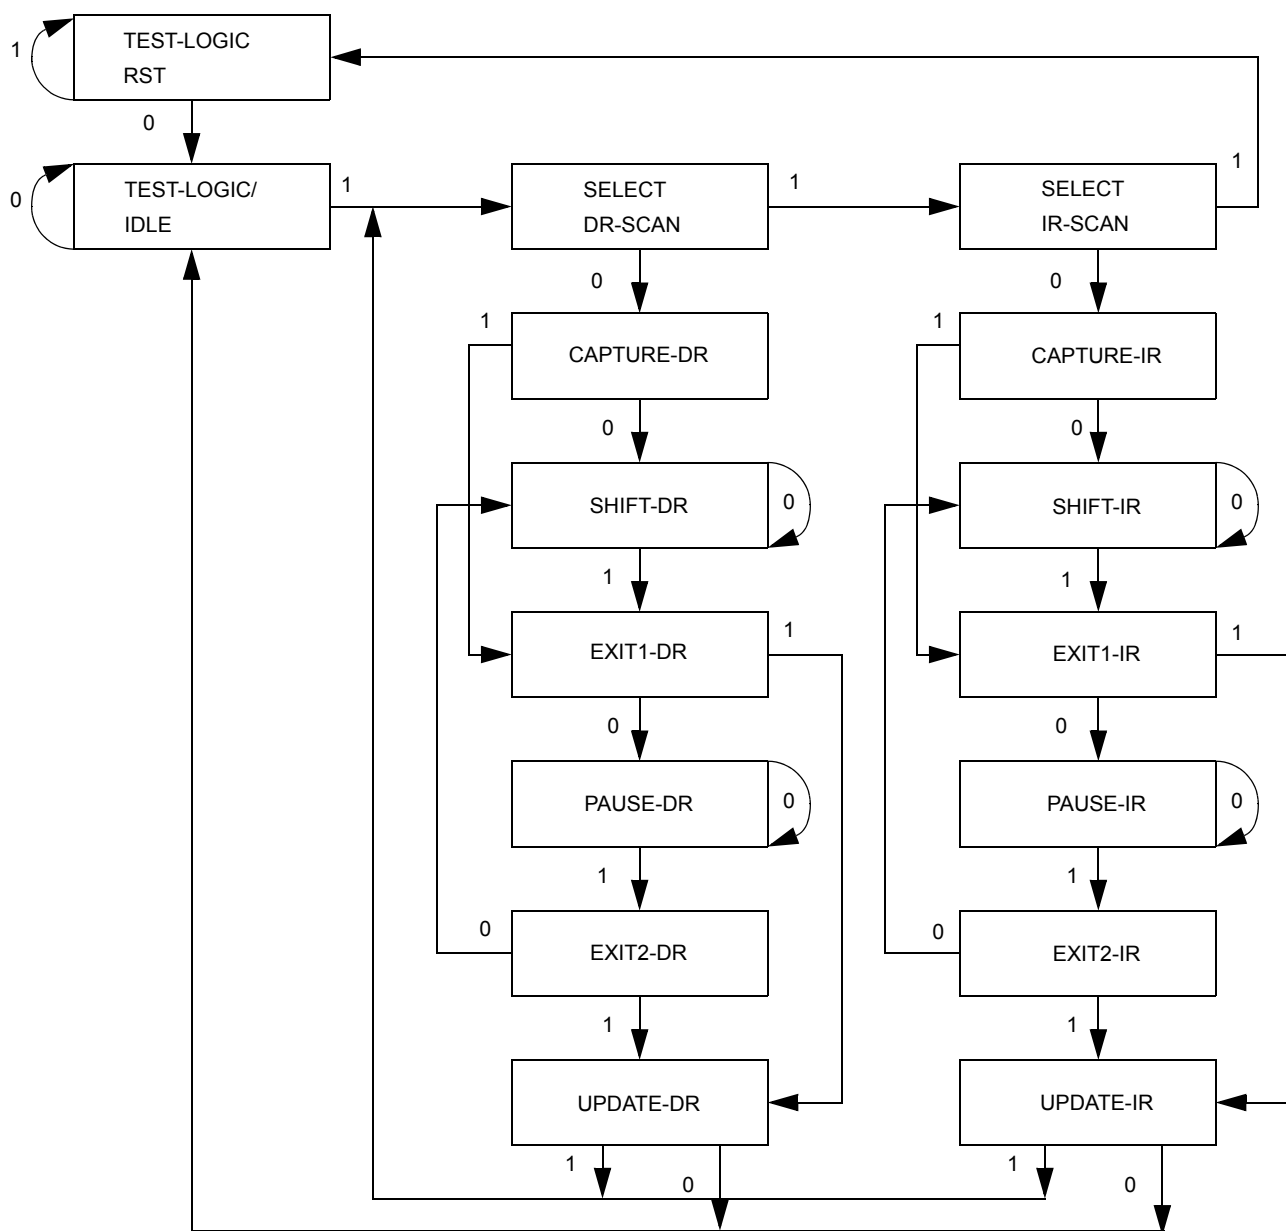 TEST-LOGIC
RST
1
0
TEST-LOGIC/
IDLE
0
1
SELECT
DR-SCAN
1
SELECT
IR-SCAN
1
0
0
1
CAPTURE-DR
1
CAPTURE-IR
0
0
SHIFT-DR
0
SHIFT-IR
0
1
1
EXIT1-DR
1
EXIT1-IR
1
0
0
PAUSE-DR
0
PAUSE-IR
0
1
1
0
EXIT2-DR
0
EXIT2-IR
1
1
UPDATE-DR
UPDATE-IR
1
0
1
0